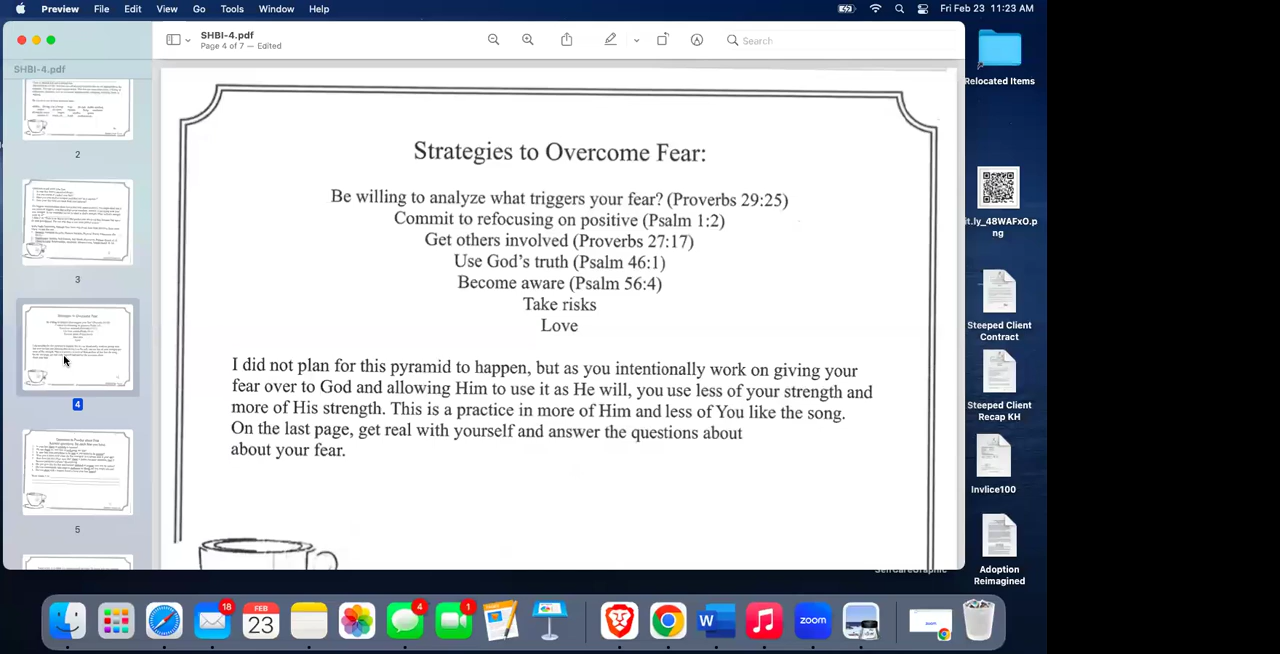 Preview File Edit View Go Tools Window Help
Fri Feb 23 11:23 AM
SHBI-4.pdf
Page 4 of 7 — Edited
Search
SHBI-4.pdf
2
3
4
5
Strategies to Overcome Fear:
Be willing to analyze what triggers your fear? (Proverbs 29:25)
Commit to refocusing on positive (Psalm 1:2)
Get others involved (Proverbs 27:17)
Use God's truth (Psalm 46:1)
Become aware (Psalm 56:4)
Take risks
Love
I did not plan for this pyramid to happen, but as you intentionally work on giving your
fear over to God and allowing Him to use it as He will, you use less of your strength and
more of His strength. This is a practice in more of Him and less of You like the song.
On the last page, get real with yourself and answer the questions about
about your fear.
Relocated Items
it.ly_48WAFxO.p
ng
Steeped Client
Contract
Steeped Client
Recap KH
Invlice100
Adoption
Reimagined
SelfCareGraphic
18
FEB
23
4
1
W
zoom
zoom